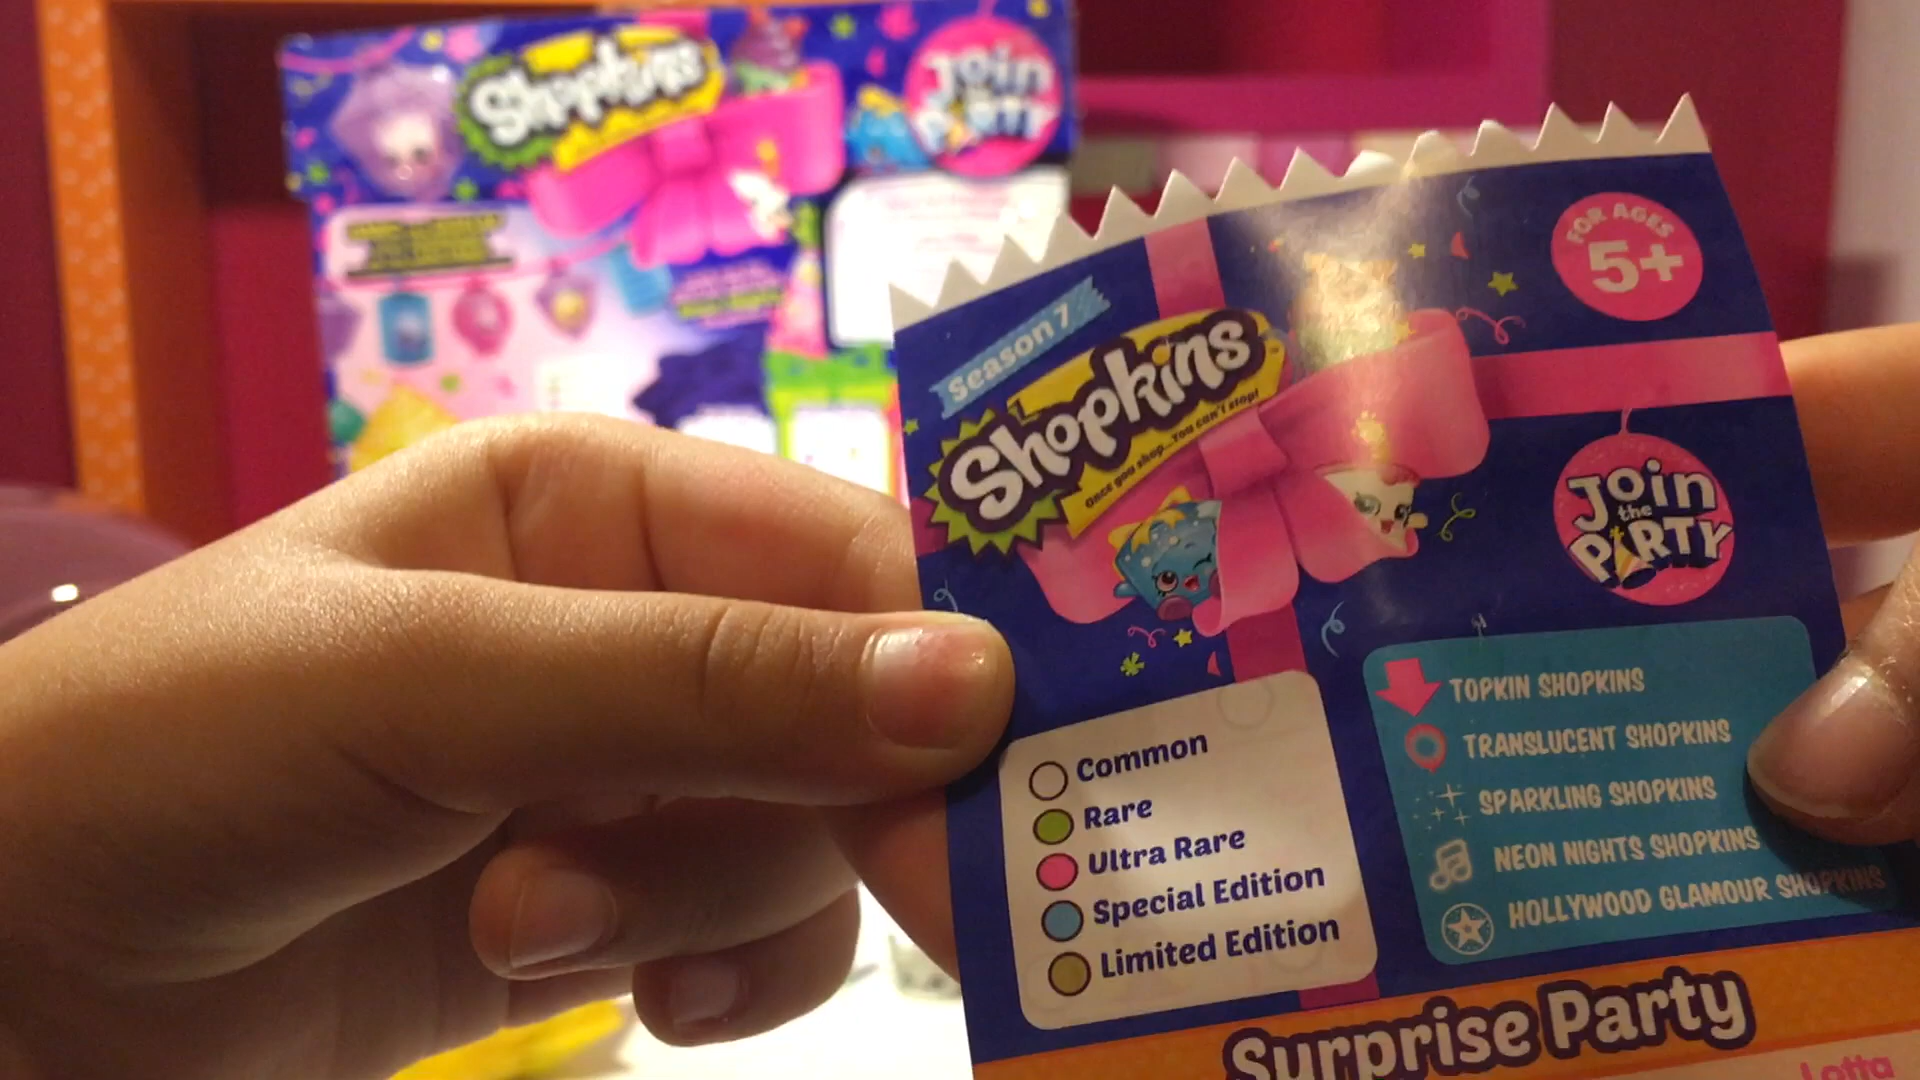 Shopkins
Join
PARTY
FOR AGES
5+
Season 7
Shopkins
Once you shop...You can't stop!
Join
the
PARTY
TOPKIN SHOPKINS
TRANSLUCENT SHOPKINS
SPARKLING SHOPKINS
NEON NIGHTS SHOPKINS
HOLLYWOOD GLAMOUR SHOPKINS
Common
Rare
Ultra Rare
Special Edition
Limited Edition
Surprise Party
Lotta